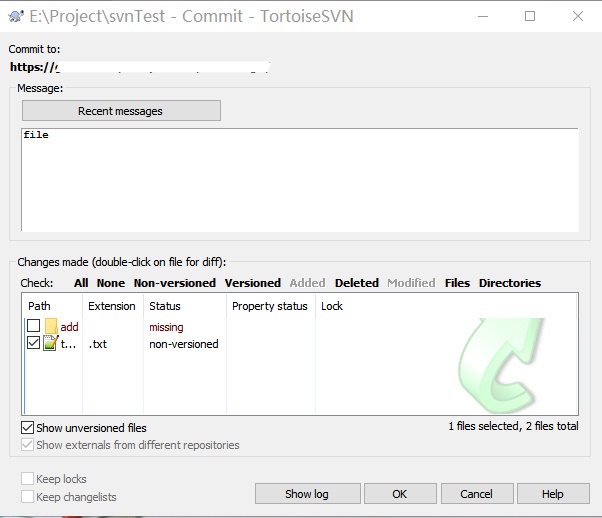 E:\Project\svnTest - Commit - TortoiseSVN
Commit to:
https://
Message:
Recent messages
file
Changes made (double-click on file for diff):
Check: All None Non-versioned Versioned Added Deleted Modified Files Directories
Path Extension Status Property status Lock
add missing
t... .txt non-versioned
Show unversioned files 1 files selected, 2 files total
Show externals from different repositories
Keep locks
Keep changelists
Show log OK Cancel Help